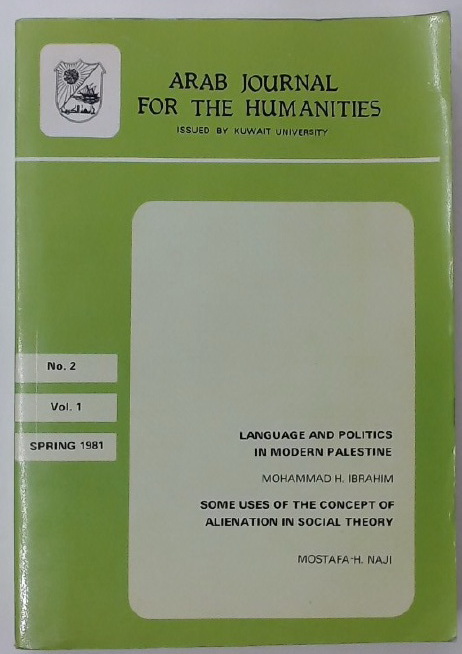 ARAB JOURNAL
FOR THE HUMANITIES
ISSUED BY KUWAIT UNIVERSITY
No. 2
Vol. 1
SPRING 1981
LANGUAGE AND POLITICS
IN MODERN PALESTINE
MOHAMMAD H. IBRAHIM
SOME USES OF THE CONCEPT OF
ALIENATION IN SOCIAL THEORY
MOSTAFA-H. NAJI